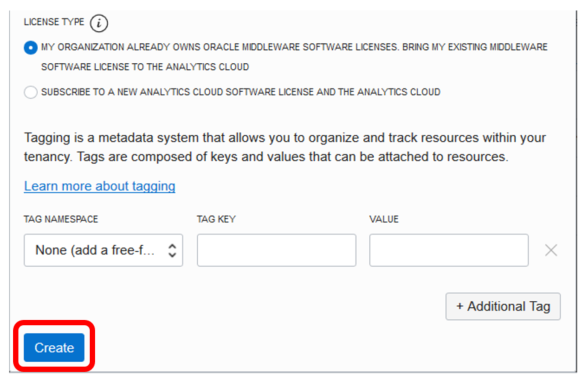 LICENSE TYPE i
MY ORGANIZATION ALREADY OWNS ORACLE MIDDLEWARE SOFTWARE LICENSES. BRING MY EXISTING MIDDLEWARE
SOFTWARE LICENSE TO THE ANALYTICS CLOUD
SUBSCRIBE TO A NEW ANALYTICS CLOUD SOFTWARE LICENSE AND THE ANALYTICS CLOUD
Tagging is a metadata system that allows you to organize and track resources within your
tenancy. Tags are composed of keys and values that can be attached to resources.
Learn more about tagging
TAG NAMESPACE TAG KEY VALUE
None (add a free-f...
+ Additional Tag
Create